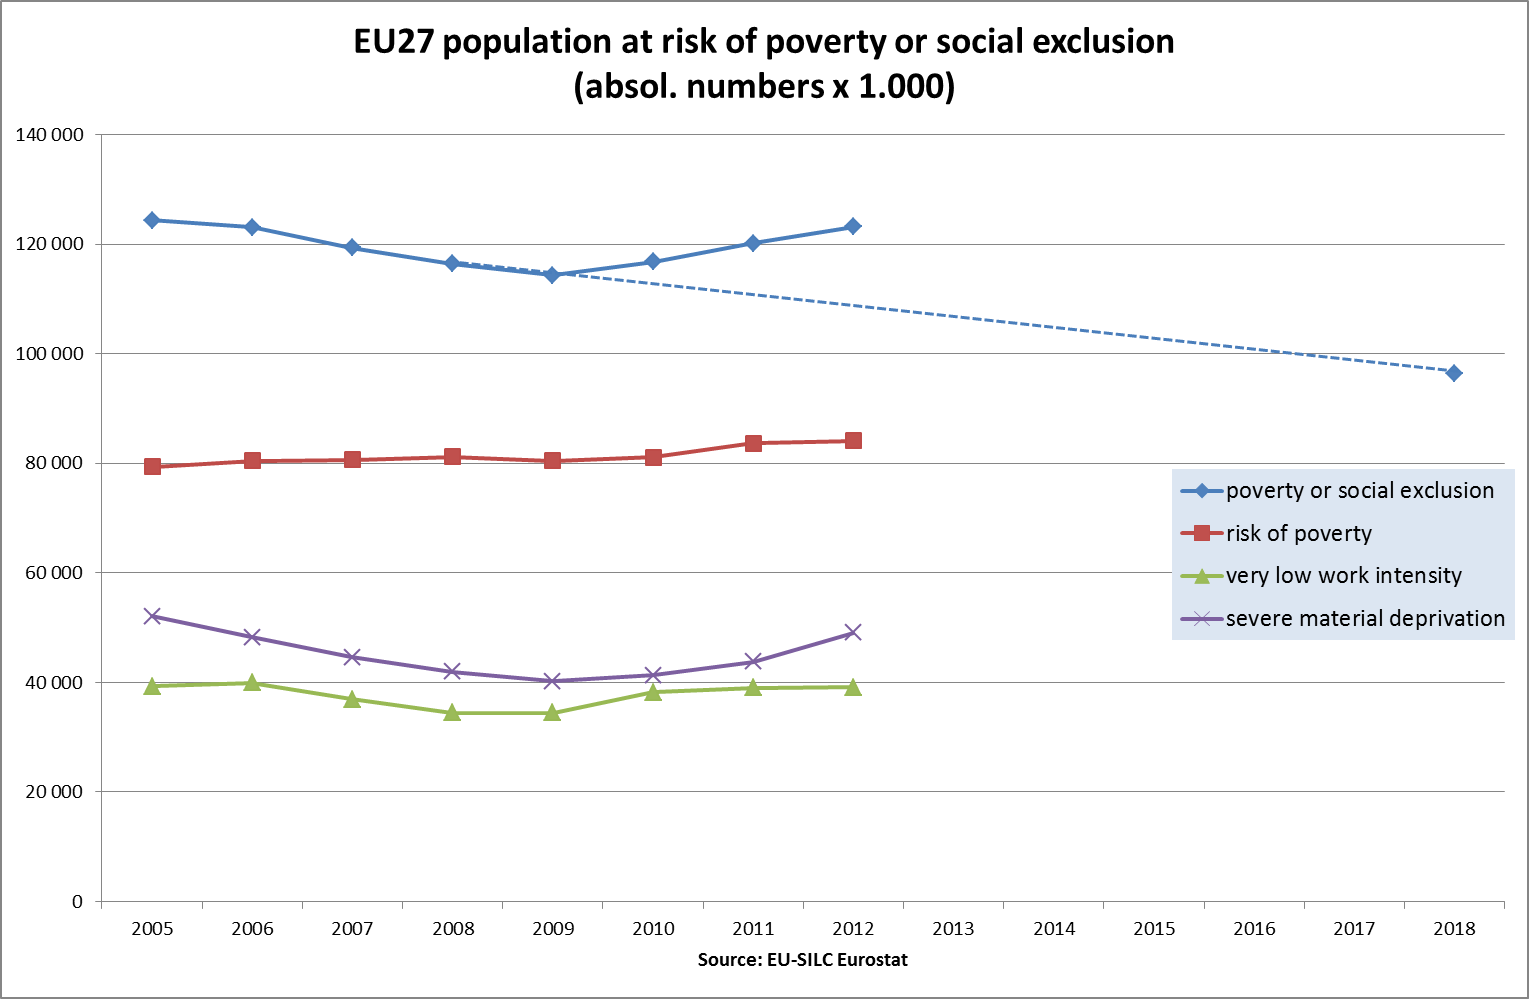 EU27 population at risk of poverty or social exclusion
(absol. numbers x 1.000)
140 000
120 000
100 000
80 000
60 000
40 000
20 000
0
poverty or social exclusion
risk of poverty
very low work intensity
severe material deprivation
2005 2006 2007 2008 2009 2010 2011 2012 2013 2014 2015 2016 2017 2018
Source: EU-SILC Eurostat